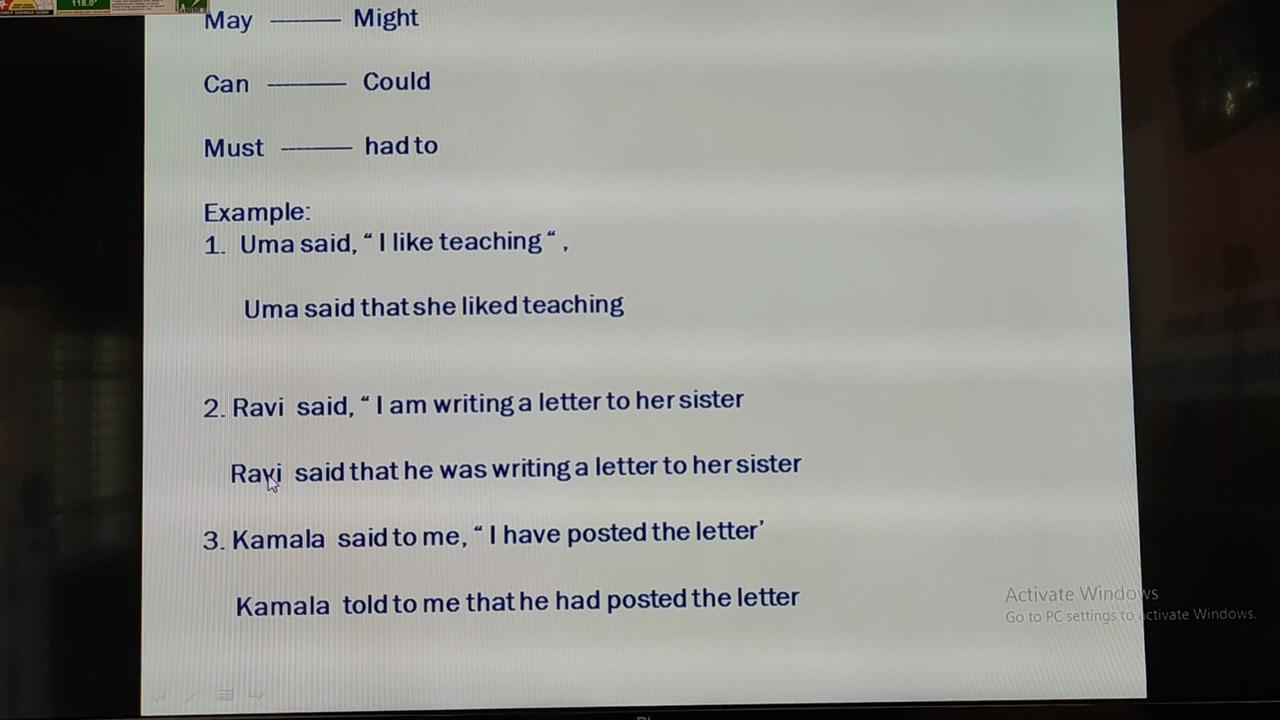 118.0
May ——— Might
Can ——— Could
Must ——— had to
Example:
1. Uma said, “ I like teaching “ ,
Uma said that she liked teaching
2. Ravi said, “ I am writing a letter to her sister
Ravi said that he was writing a letter to her sister
3. Kamala said to me, “ I have posted the letter’
Kamala told to me that he had posted the letter
Activate Windows
Go to PC settings to activate Windows.